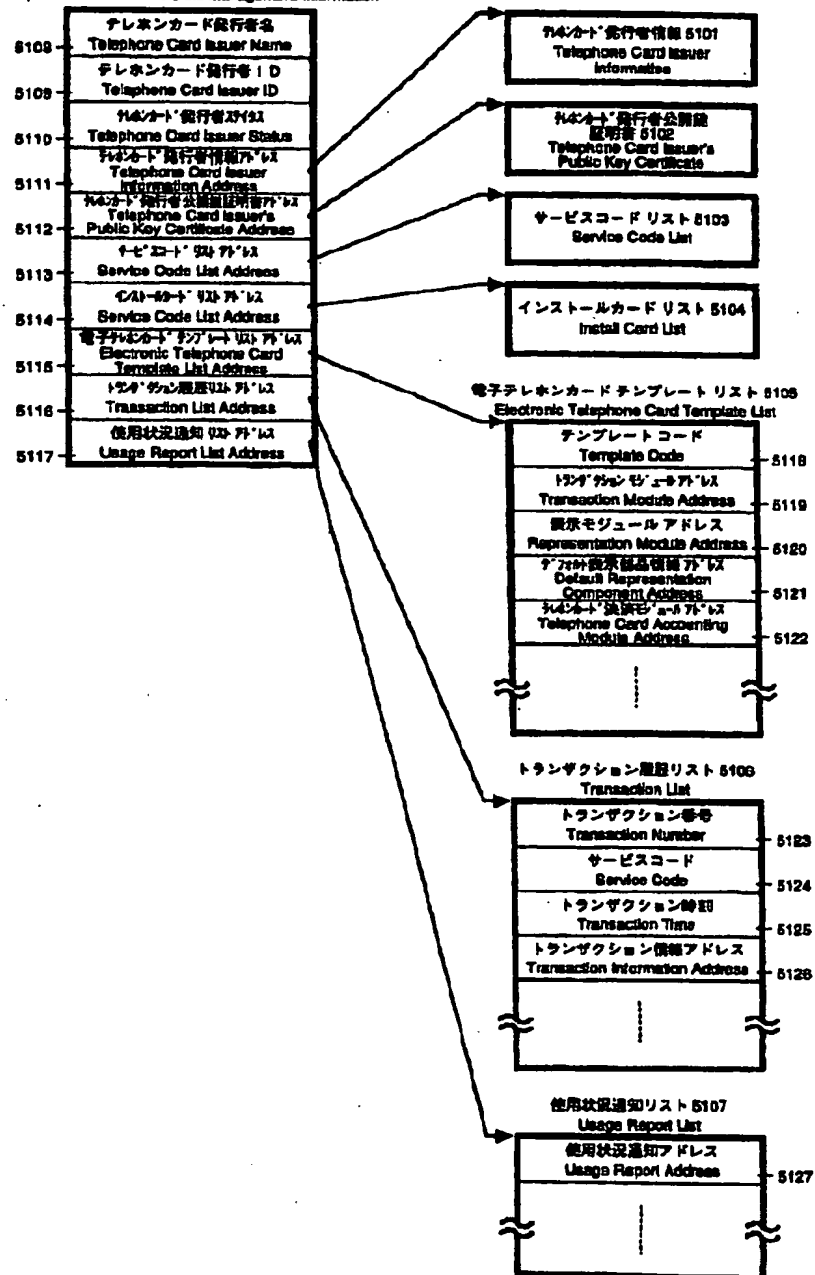 Management Information
テレホンカード発行者名
Telephone Card Issuer Name
5108
テレホンカード発行者ID
Telephone Card Issuer ID
5109
テレホンカード発行者ステイタス
Telephone Card Issuer Status
5110
テレホンカード発行者情報アドレス
Telephone Card Issuer
Information Address
5111
テレホンカード発行者公開鍵証明書アドレス
Telephone Card Issuer's
Public Key Certificate Address
5112
サービスコード リスト アドレス
Service Code List Address
5113
インストールカード リスト アドレス
Service Code List Address
5114
電子テレホンカード テンプレート リスト アドレス
Electronic Telephone Card
Template List Address
5115
トランザクション履歴リスト アドレス
Transaction List Address
5116
使用状況通知 リスト アドレス
Usage Report List Address
5117
テレホンカード発行者情報 5101
Telephone Card Issuer
Information
テレホンカード発行者公開鍵
証明書 5102
Telephone Card Issuer's
Public Key Certificate
サービスコード リスト 5103
Service Code List
インストールカード リスト 5104
Install Card List
電子テレホンカード テンプレート リスト 5105
Electronic Telephone Card Template List
テンプレートコード
Template Code
5118
トランザクション モジュール アドレス
Transaction Module Address
5119
表示モジュール アドレス
Representation Module Address
5120
デフォルト表示部品情報 アドレス
Default Representation
Component Address
5121
テレホンカード決済モジュール アドレス
Telephone Card Accounting
Module Address
5122
トランザクション履歴リスト 5106
Transaction List
トランザクション番号
Transaction Number
5123
サービスコード
Service Code
5124
トランザクション時刻
Transaction Time
5125
トランザクション情報アドレス
Transaction Information Address
5126
使用状況通知リスト 5107
Usage Report List
使用状況通知アドレス
Usage Report Address
5127